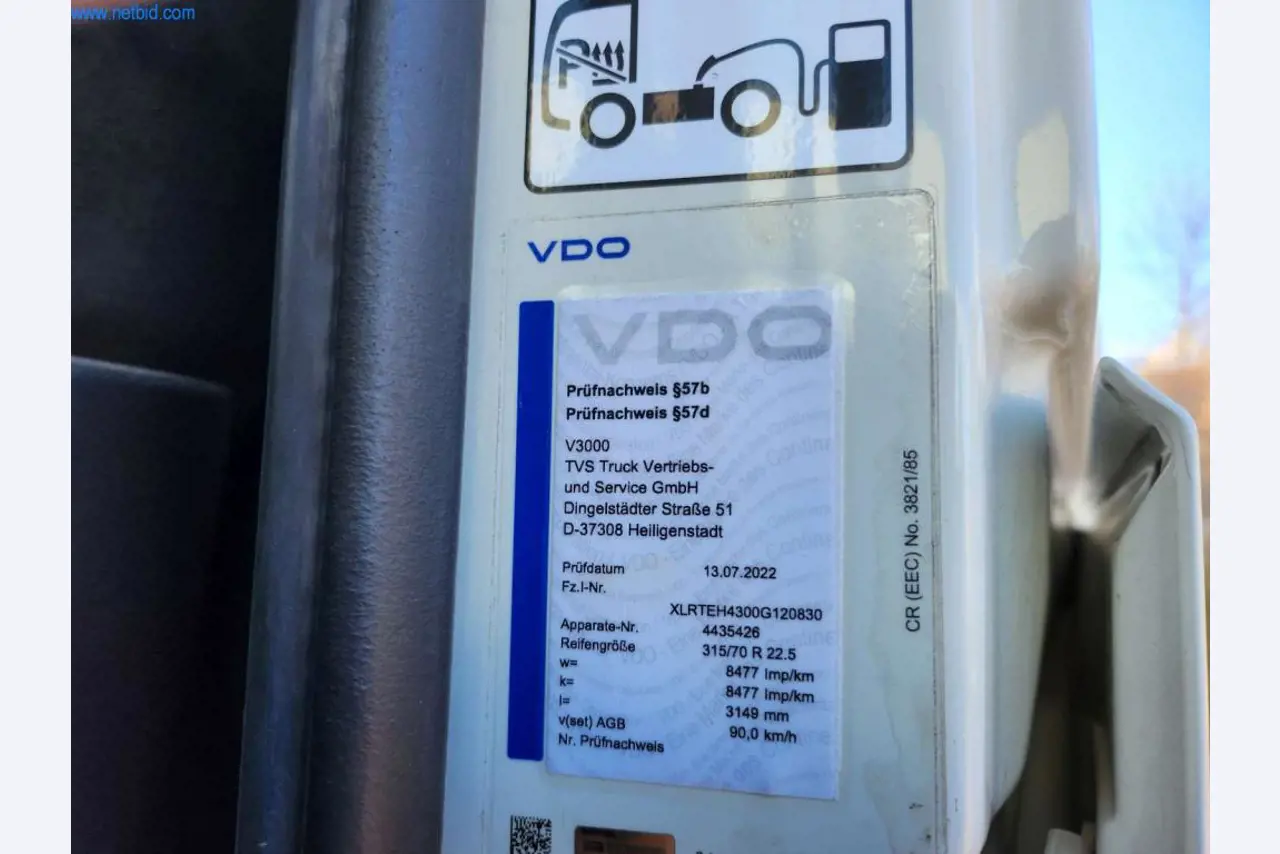 www.netbid.com
VDO
VDO
Prüfnachweis §57b
Prüfnachweis §57d
V3000
TVS Truck Vertriebs-
und Service GmbH
Dingelstädter Straße 51
D-37308 Heiligenstadt
Prüfdatum 13.07.2022
Fz.I-Nr.
XLRTEH4300G120830
Apparate-Nr. 4435426
Reifengröße 315/70 R 22.5
w= 8477 Imp/km
k= 8477 Imp/km
l= 3149 mm
v(set) AGB 90,0 km/h
Nr. Prüfnachweis
CR (EEC) No. 3821/85